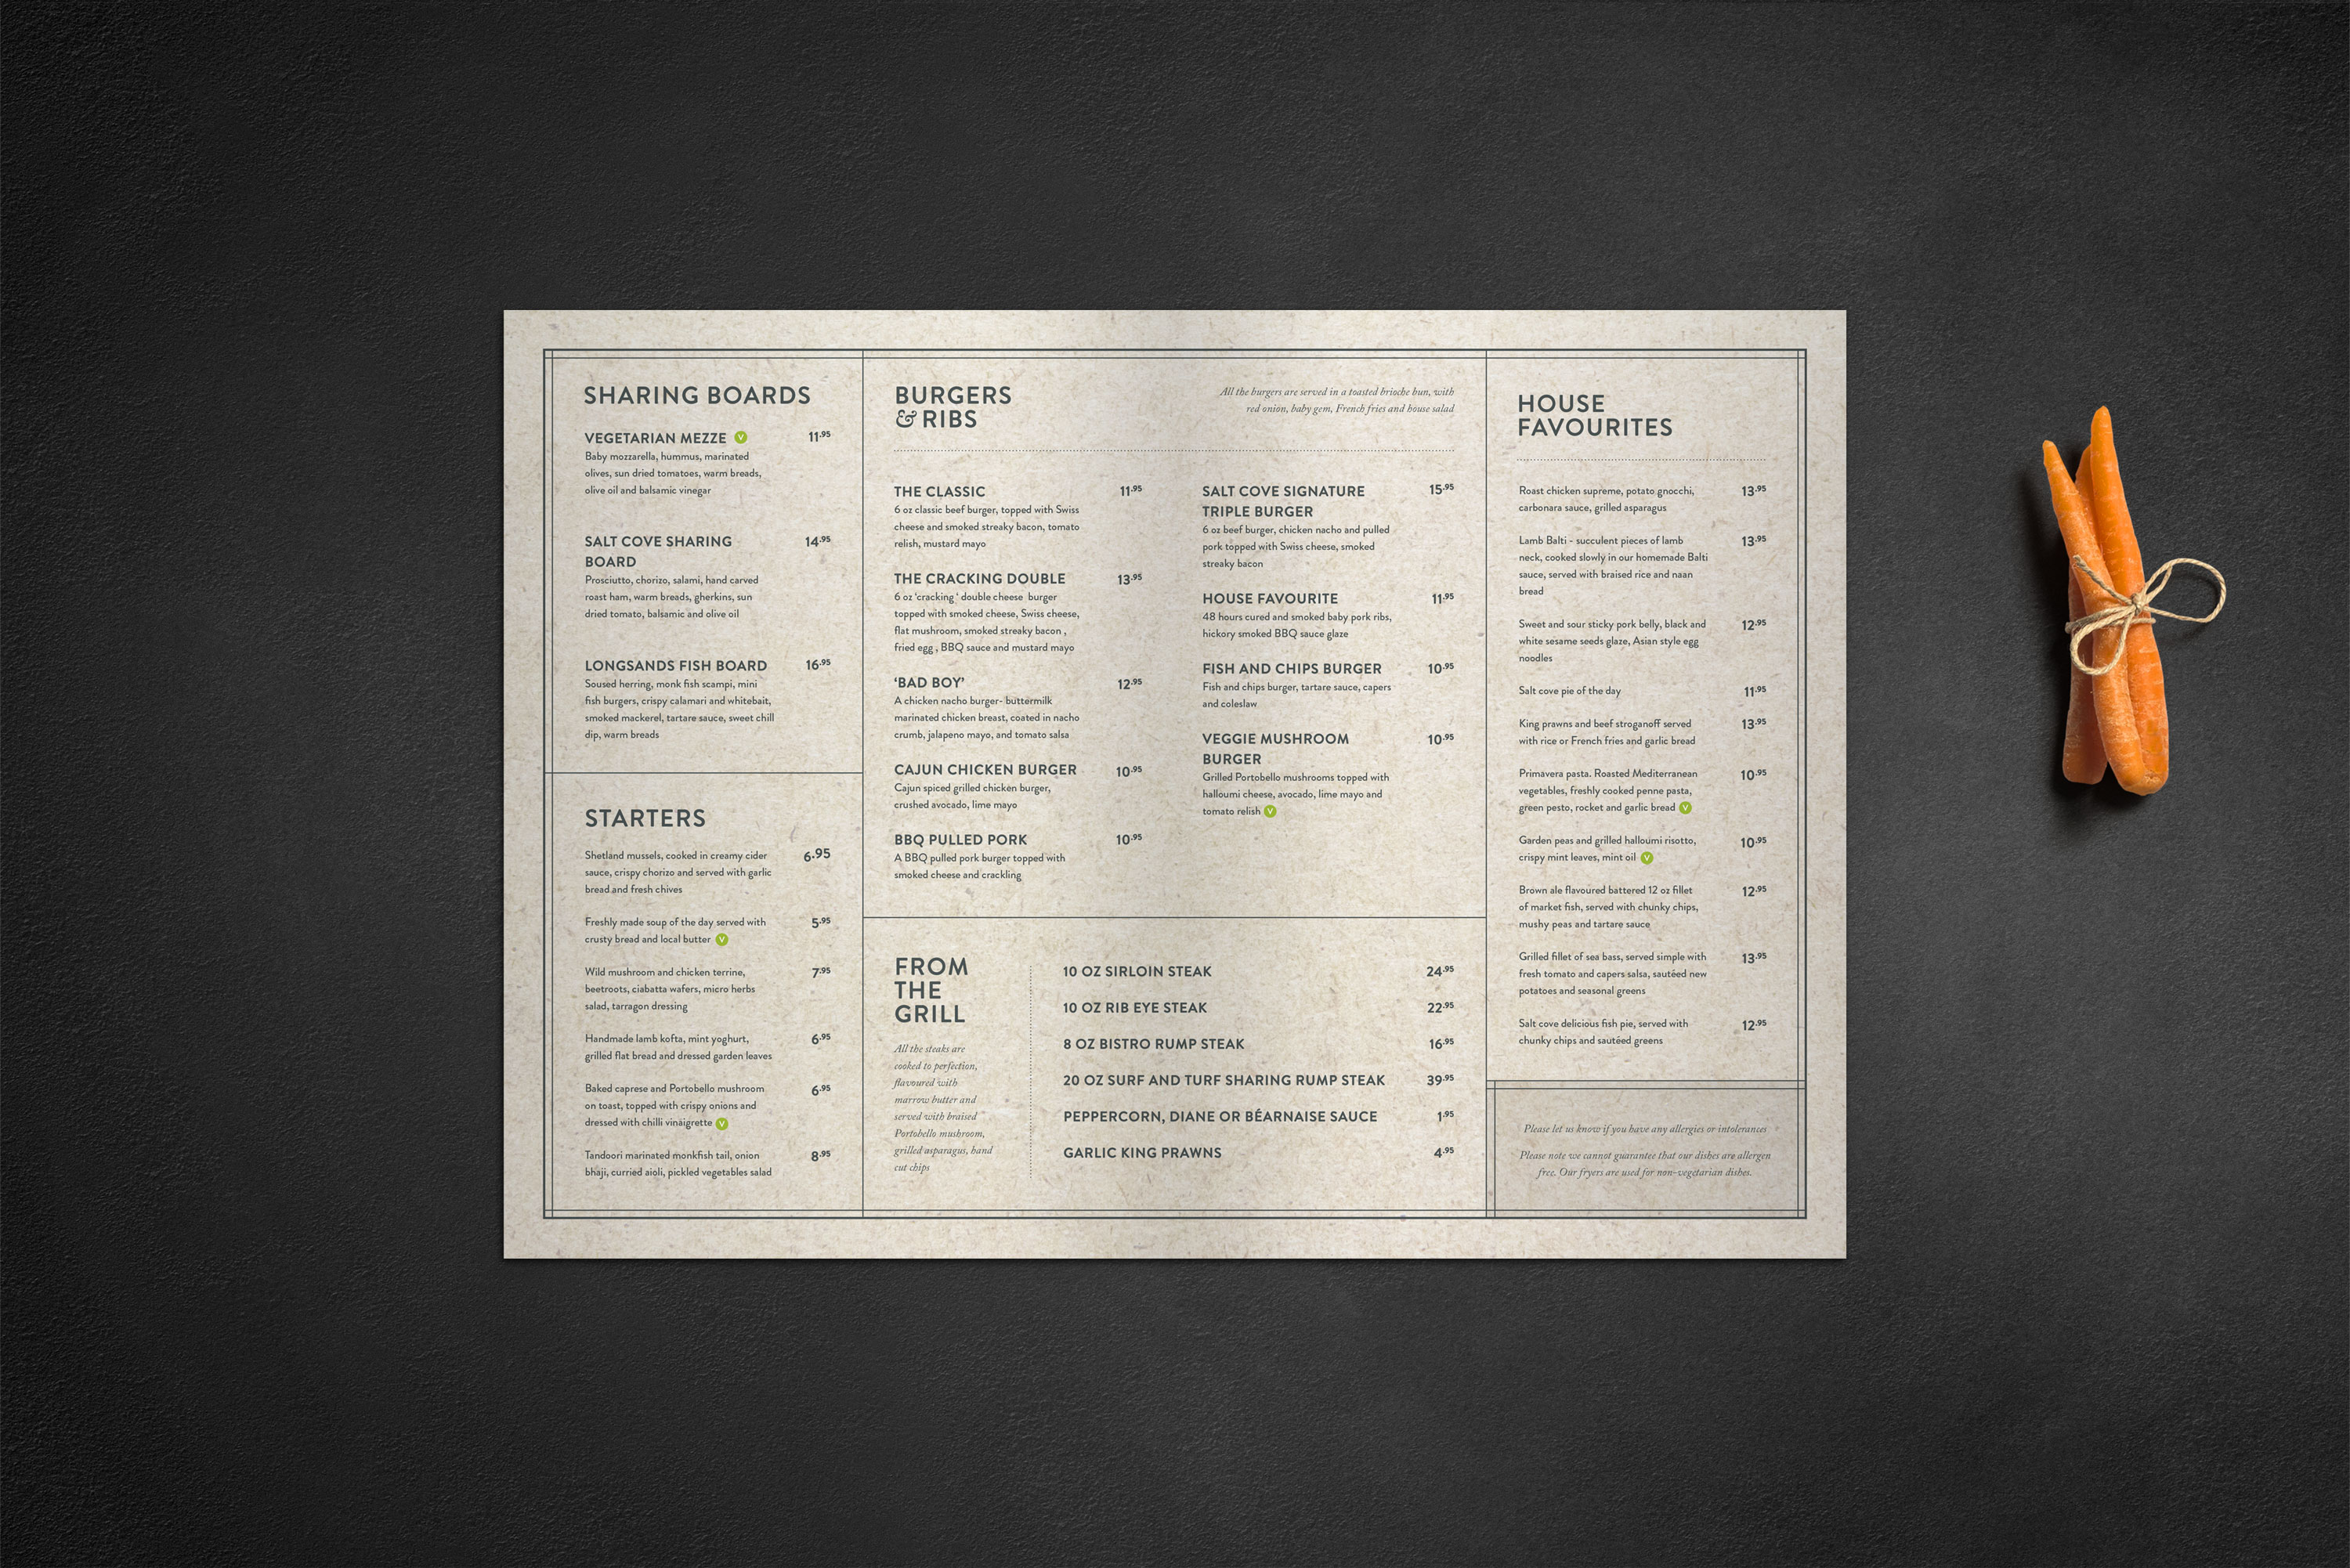 SHARING BOARDS
VEGETARIAN MEZZE V 11.95
Baby mozzarella, hummus, marinated
olives, sun dried tomatoes, warm breads,
olive oil and balsamic vinegar
SALT COVE SHARING 14.95
BOARD
Prosciutto, chorizo, salami, hand carved
roast ham, warm breads, gherkins, sun
dried tomato, balsamic and olive oil
LONGSANDS FISH BOARD 16.95
Soused herring, monk fish scampi, mini
fish burgers, crispy calamari and whitebait,
smoked mackerel, tartare sauce, sweet chill
dip, warm breads
STARTERS
Shetland mussels, cooked in creamy cider 6.95
sauce, crispy chorizo and served with garlic
bread and fresh chives
Freshly made soup of the day served with 5.95
crusty bread and local butter V
Wild mushroom and chicken terrine, 7.95
beetroots, ciabatta wafers, micro herbs
salad, tarragon dressing
Handmade lamb kofta, mint yoghurt, 6.95
grilled flat bread and dressed garden leaves
Baked caprese and Portobello mushroom 6.95
on toast, topped with crispy onions and
dressed with chilli vinaigrette V
Tandoori marinated monkfish tail, onion 8.95
bhaji, curried aioli, pickled vegetables salad
BURGERS
& RIBS
All the burgers are served in a toasted brioche bun, with
red onion, baby gem, French fries and house salad
THE CLASSIC 11.95
6 oz classic beef burger, topped with Swiss
cheese and smoked streaky bacon, tomato
relish, mustard mayo
THE CRACKING DOUBLE 13.95
6 oz ‘cracking ‘ double cheese burger
topped with smoked cheese, Swiss cheese,
flat mushroom, smoked streaky bacon ,
fried egg , BBQ sauce and mustard mayo
‘BAD BOY’ 12.95
A chicken nacho burger- buttermilk
marinated chicken breast, coated in nacho
crumb, jalapeno mayo, and tomato salsa
CAJUN CHICKEN BURGER 10.95
Cajun spiced grilled chicken burger,
crushed avocado, lime mayo
BBQ PULLED PORK 10.95
A BBQ pulled pork burger topped with
smoked cheese and crackling
SALT COVE SIGNATURE 15.95
TRIPLE BURGER
6 oz beef burger, chicken nacho and pulled
pork topped with Swiss cheese, smoked
streaky bacon
HOUSE FAVOURITE 11.95
48 hours cured and smoked baby pork ribs,
hickory smoked BBQ sauce glaze
FISH AND CHIPS BURGER 10.95
Fish and chips burger, tartare sauce, capers
and coleslaw
VEGGIE MUSHROOM 10.95
BURGER
Grilled Portobello mushrooms topped with
halloumi cheese, avocado, lime mayo and
tomato relish V
FROM
THE
GRILL
All the steaks are
cooked to perfection,
flavoured with
marrow butter and
served with braised
Portobello mushroom,
grilled asparagus, hand
cut chips
10 OZ SIRLOIN STEAK 24.95
10 OZ RIB EYE STEAK 22.95
8 OZ BISTRO RUMP STEAK 16.95
20 OZ SURF AND TURF SHARING RUMP STEAK 39.95
PEPPERCORN, DIANE OR BÉARNAISE SAUCE 1.95
GARLIC KING PRAWNS 4.95
HOUSE
FAVOURITES
Roast chicken supreme, potato gnocchi, 13.95
carbonara sauce, grilled asparagus
Lamb Balti - succulent pieces of lamb 13.95
neck, cooked slowly in our homemade Balti
sauce, served with braised rice and naan
bread
Sweet and sour sticky pork belly, black and 12.95
white sesame seeds glaze, Asian style egg
noodles
Salt cove pie of the day 11.95
King prawns and beef stroganoff served 13.95
with rice or French fries and garlic bread
Primavera pasta. Roasted Mediterranean 10.95
vegetables, freshly cooked penne pasta,
green pesto, rocket and garlic bread V
Garden peas and grilled halloumi risotto, 10.95
crispy mint leaves, mint oil V
Brown ale flavoured battered 12 oz fillet 12.95
of market fish, served with chunky chips,
mushy peas and tartare sauce
Grilled fillet of sea bass, served simple with 13.95
fresh tomato and capers salsa, sautéed new
potatoes and seasonal greens
Salt cove delicious fish pie, served with 12.95
chunky chips and sautéed greens
Please let us know if you have any allergies or intolerances
Please note we cannot guarantee that our dishes are allergen
free. Our fryers are used for non-vegetarian dishes.